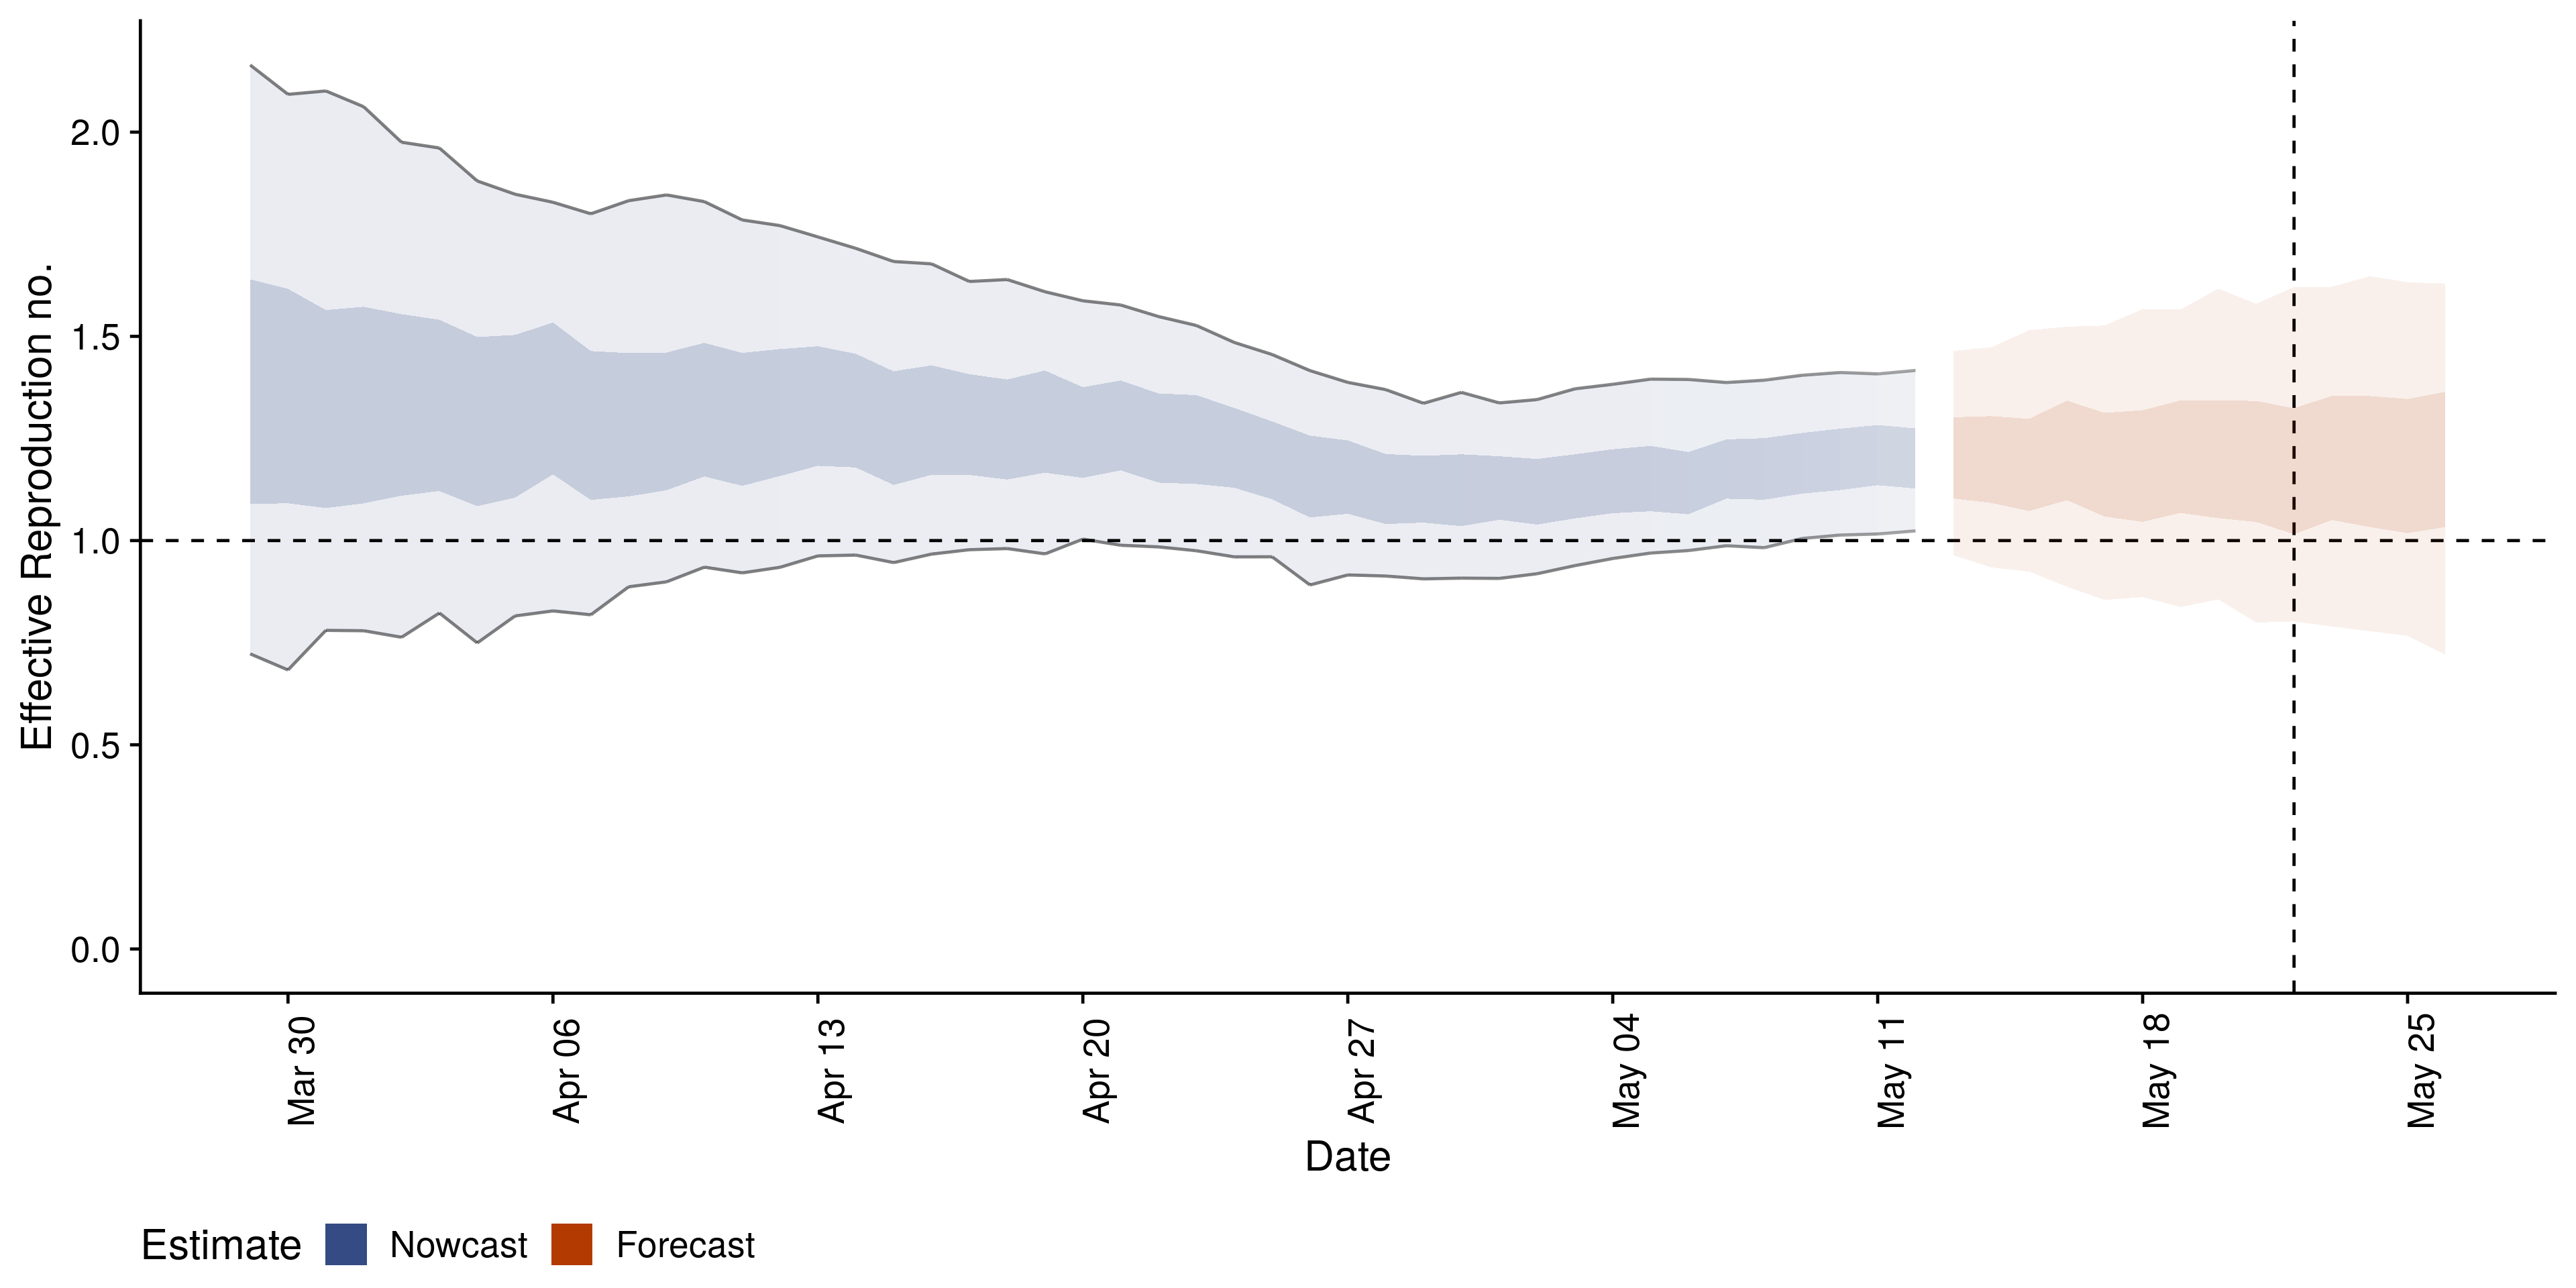 Effective Reproduction no.
2.0
1.5
1.0
0.5
0.0
Mar 30
Apr 06
Apr 13
Apr 20
Apr 27
May 04
May 11
May 18
May 25
Date
Estimate Nowcast Forecast